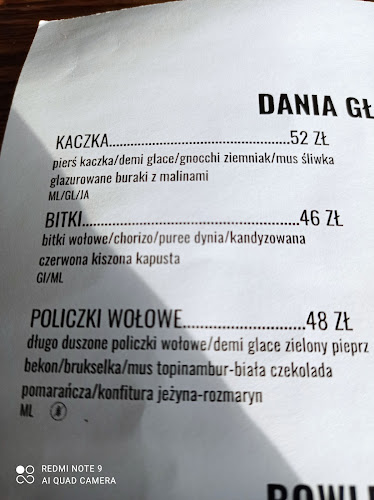 DANIA GŁ
KACZKA..................................................52 ZŁ
pierś kaczka/demi glace/gnocchi ziemniak/mus śliwka
glazurowane buraki z malinami
ML/GL/JA
BITKI............................................................46 ZŁ
bitki wołowe/chorizo/puree dynia/kandyzowana
czerwona kiszona kapusta
Gl/ML
POLICZKI WOŁOWE.............................48 ZŁ
długo duszone policzki wołowe/demi glace zielony pieprz
bekon/brukselka/mus topinambur-biała czekolada
pomarańcza/konfitura jeżyna-rozmaryn
ML
REDMI NOTE 9
AI QUAD CAMERA